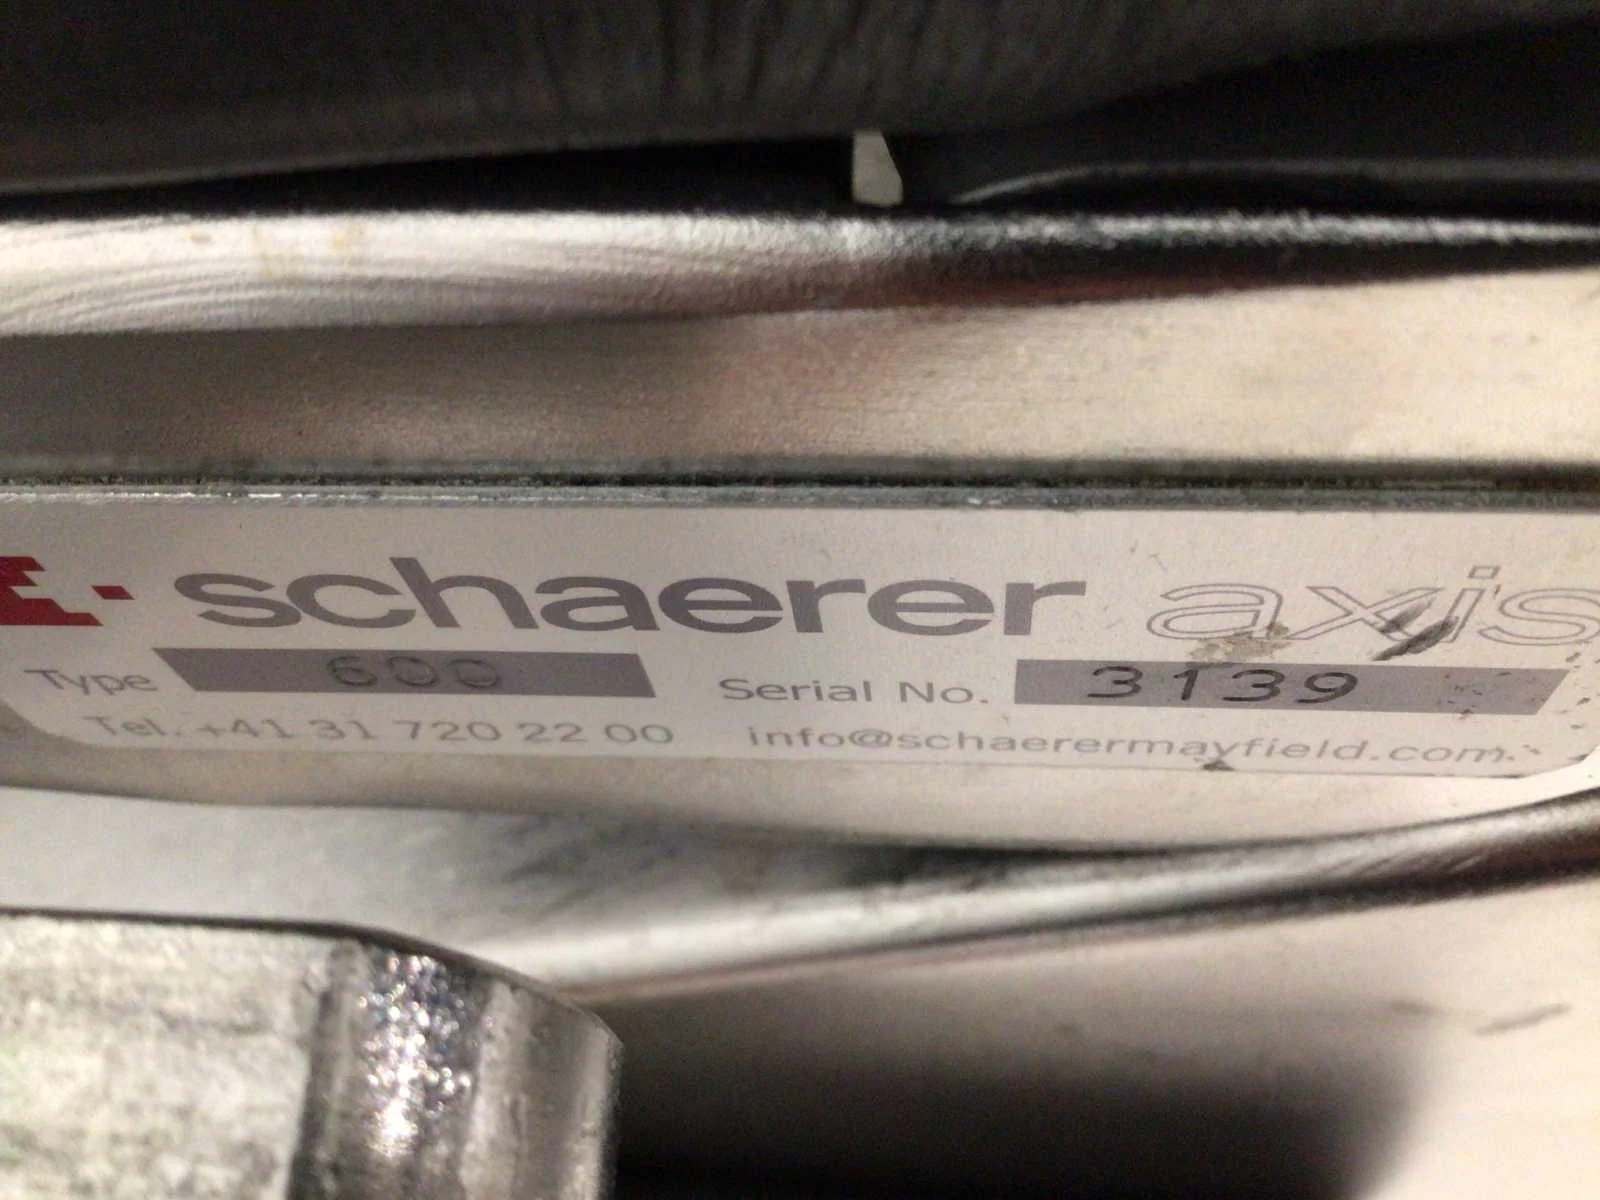 schaerer axis
Type 600 Serial No. 3139
Tel. +41 31 720 22 00 info@schaerermayfield.com